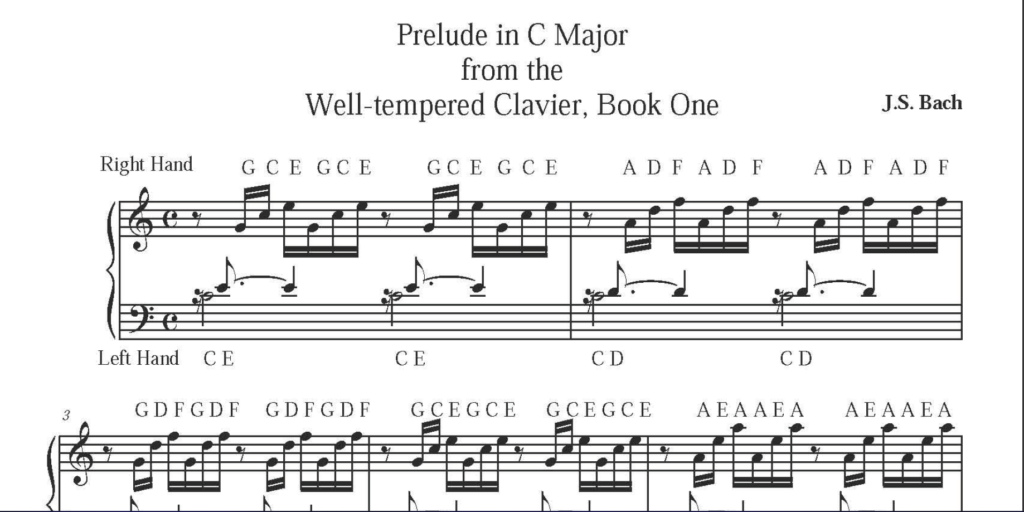 Prelude in C Major
from the
Well-tempered Clavier, Book One
J.S. Bach
Right Hand G C E G C E G C E G C E A D F A D F A D F A D F
Left Hand C E C E C D C D
3
G D F G D F G D F G D F G C E G C E G C E G C E A E A A E A A E A A E A